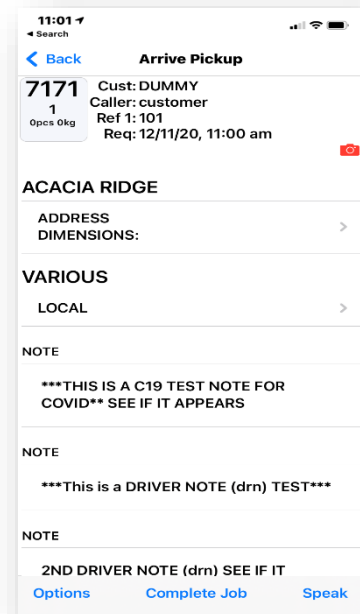 11:01
Search
Back
Arrive Pickup
7171
1
0pcs 0kg
Cust: DUMMY
Caller: customer
Ref 1: 101
Req: 12/11/20, 11:00 am
ACACIA RIDGE
ADDRESS
DIMENSIONS:
VARIOUS
LOCAL
NOTE
***THIS IS A C19 TEST NOTE FOR
COVID** SEE IF IT APPEARS
NOTE
***This is a DRIVER NOTE (drn) TEST***
NOTE
2ND DRIVER NOTE (drn) SEE IF IT
Options
Complete Job
Speak